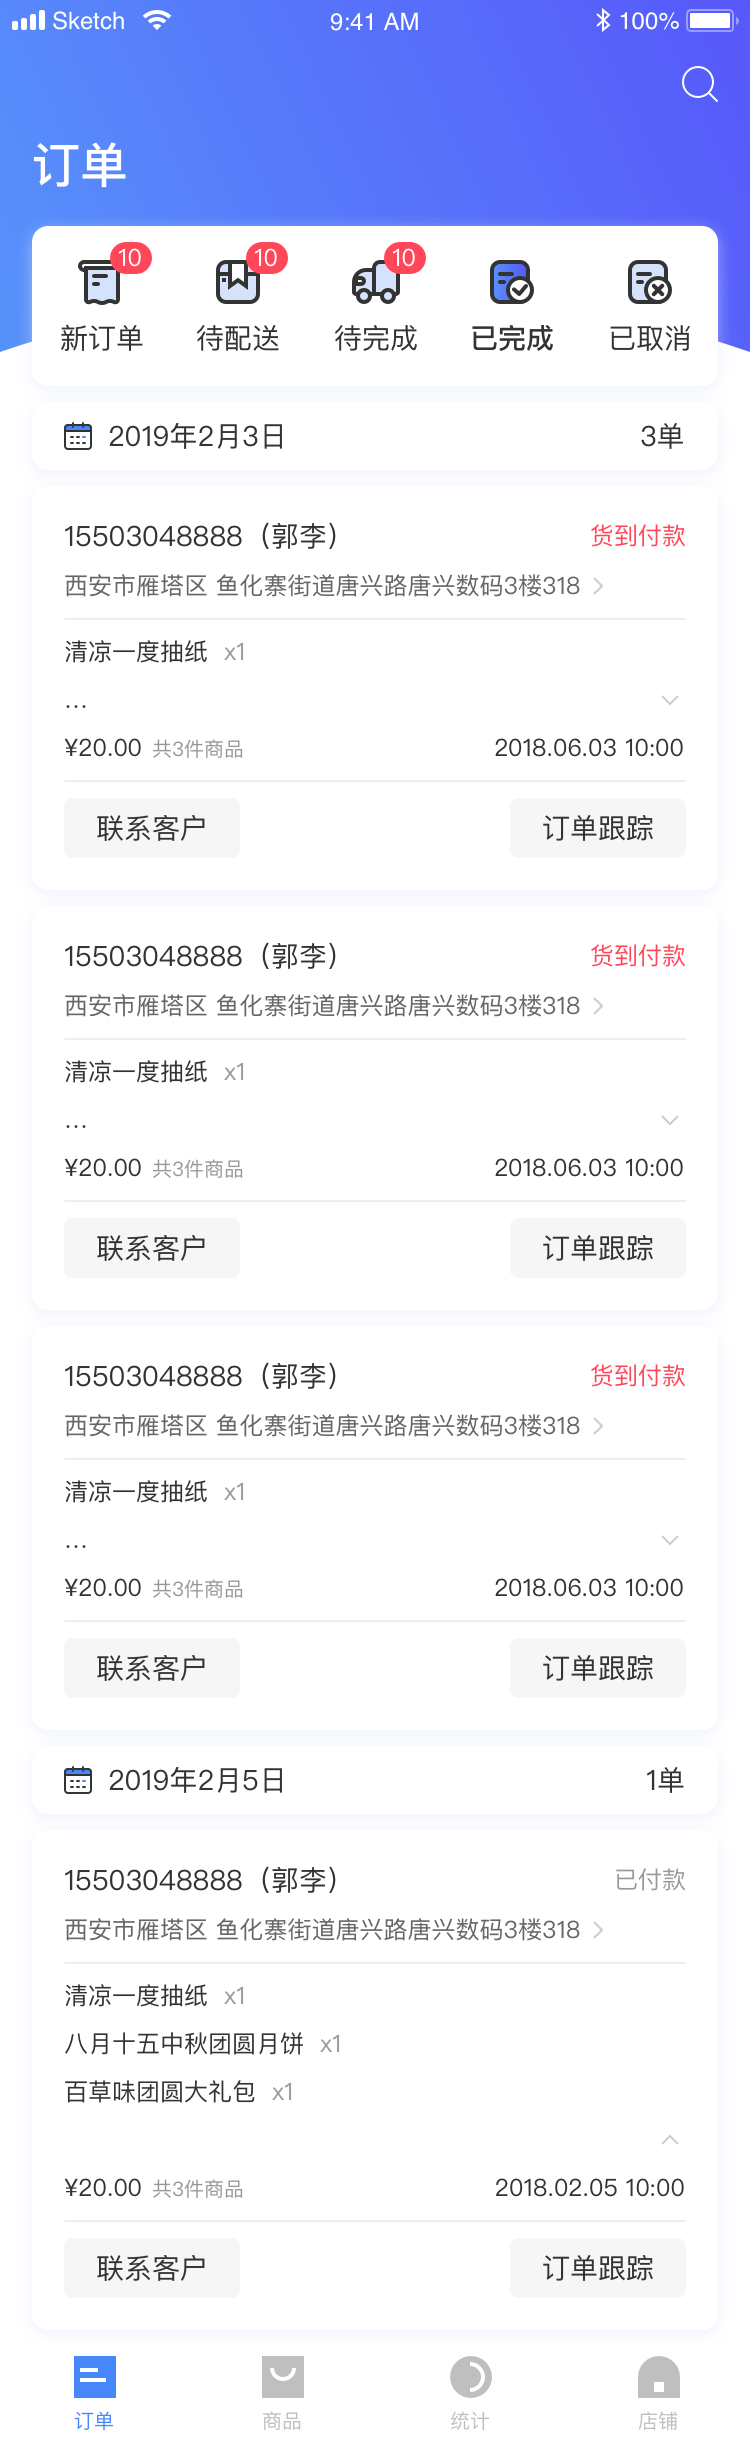 Sketch 9:41 AM 100%
订单
10 10 10
新订单 待配送 待完成 已完成 已取消
2019年2月3日 3单
15503048888（郭李） 货到付款
西安市雁塔区 鱼化寨街道唐兴路唐兴数码3楼318
清凉一度抽纸 x1
...
¥20.00 共3件商品 2018.06.03 10:00
联系客户 订单跟踪
15503048888（郭李） 货到付款
西安市雁塔区 鱼化寨街道唐兴路唐兴数码3楼318
清凉一度抽纸 x1
...
¥20.00 共3件商品 2018.06.03 10:00
联系客户 订单跟踪
15503048888（郭李） 货到付款
西安市雁塔区 鱼化寨街道唐兴路唐兴数码3楼318
清凉一度抽纸 x1
...
¥20.00 共3件商品 2018.06.03 10:00
联系客户 订单跟踪
2019年2月5日 1单
15503048888（郭李） 已付款
西安市雁塔区 鱼化寨街道唐兴路唐兴数码3楼318
清凉一度抽纸 x1
八月十五中秋团圆月饼 x1
百草味团圆大礼包 x1
¥20.00 共3件商品 2018.02.05 10:00
联系客户 订单跟踪
订单 商品 统计 店铺